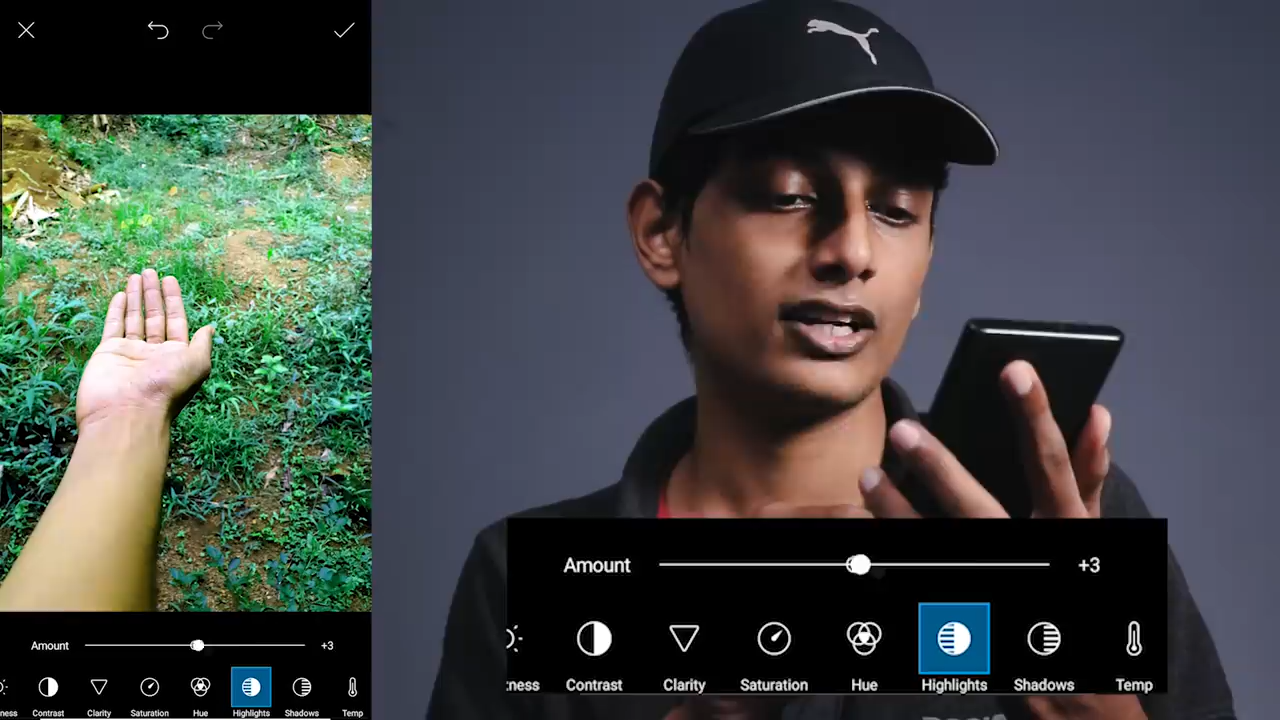 Amount +3
ness Contrast Clarity Saturation Hue Highlights Shadows Temp
Amount +3
tness Contrast Clarity Saturation Hue Highlights Shadows Temp